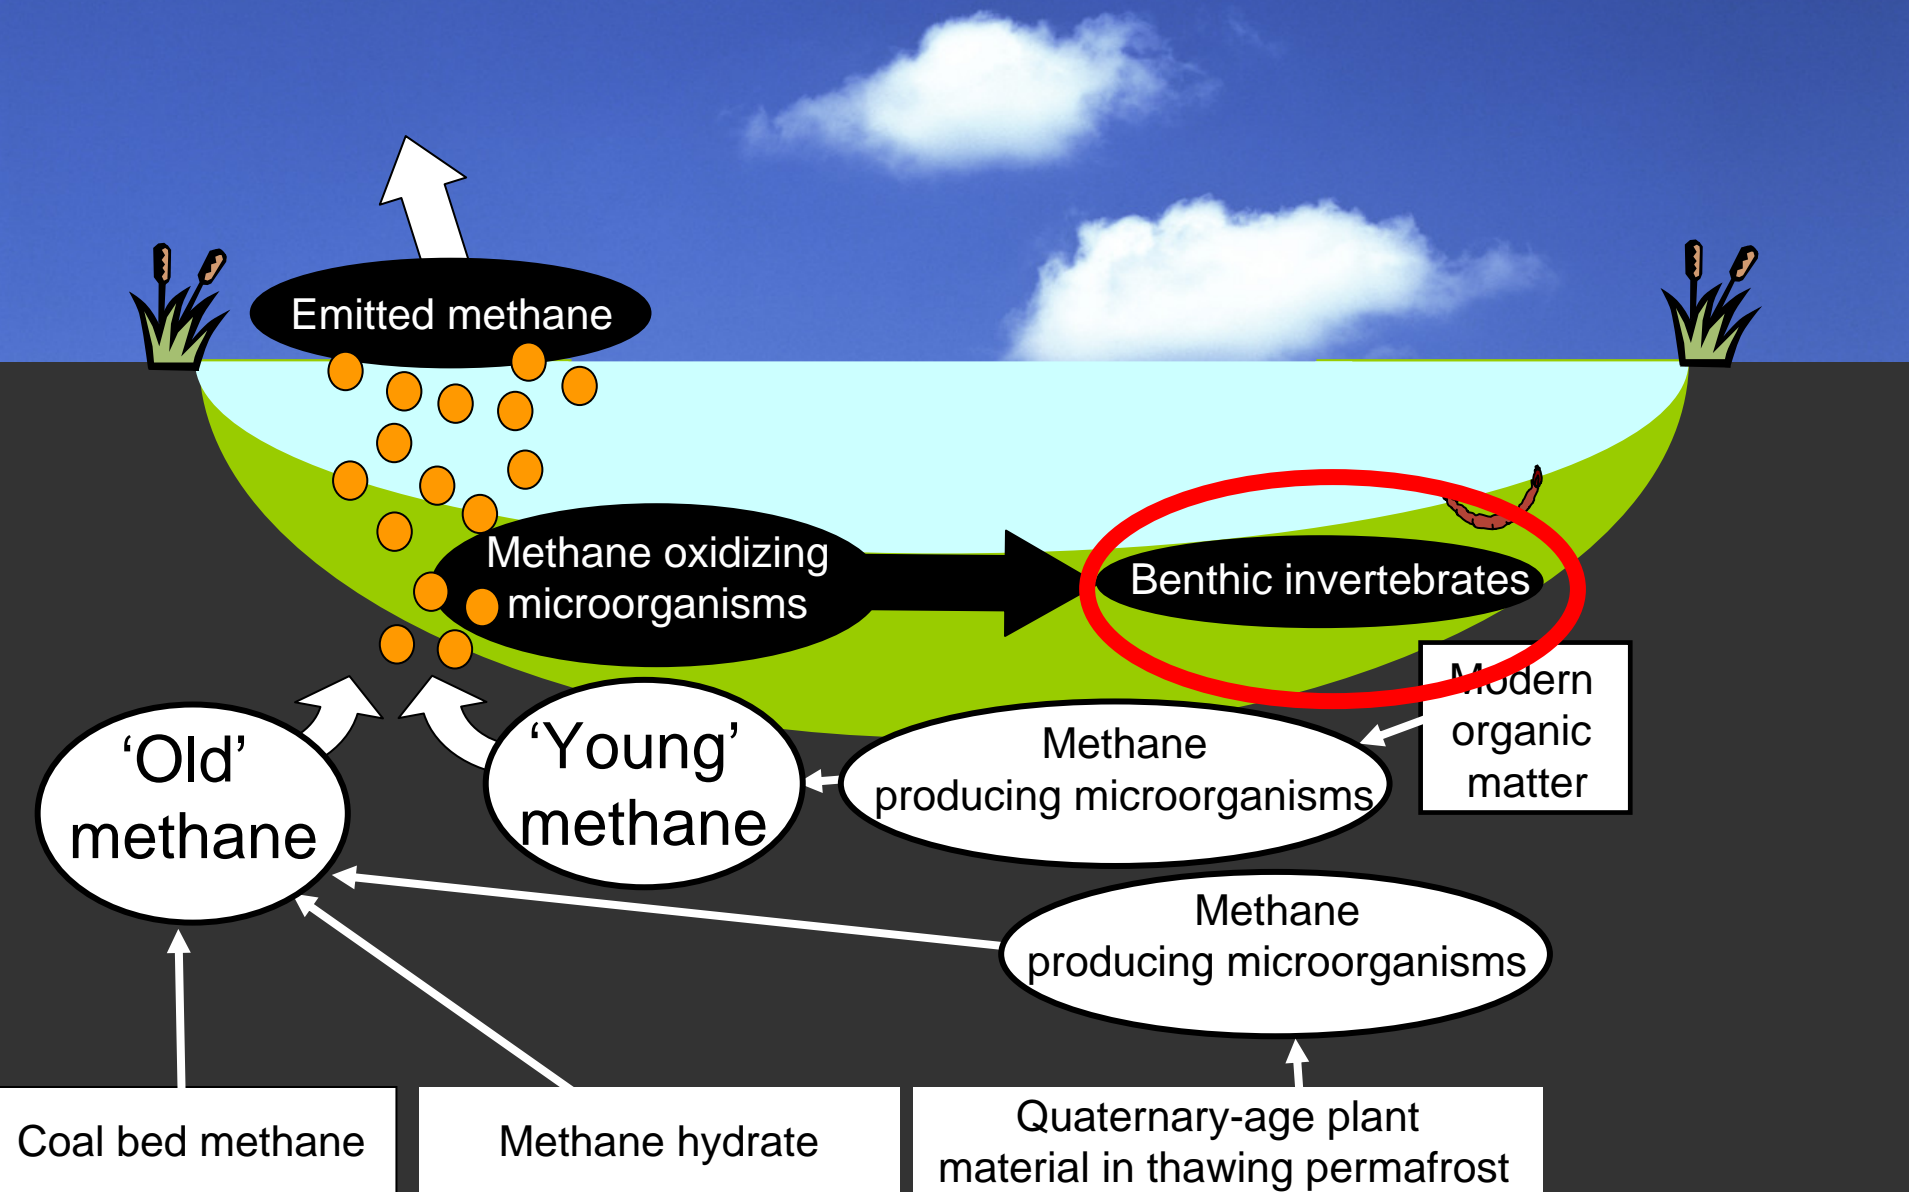 Emitted methane
Methane oxidizing
microorganisms
Benthic invertebrates
Modern
organic
matter
‘Old’
methane
‘Young’
methane
Methane
producing microorganisms
Methane
producing microorganisms
Coal bed methane
Methane hydrate
Quaternary-age plant
material in thawing permafrost